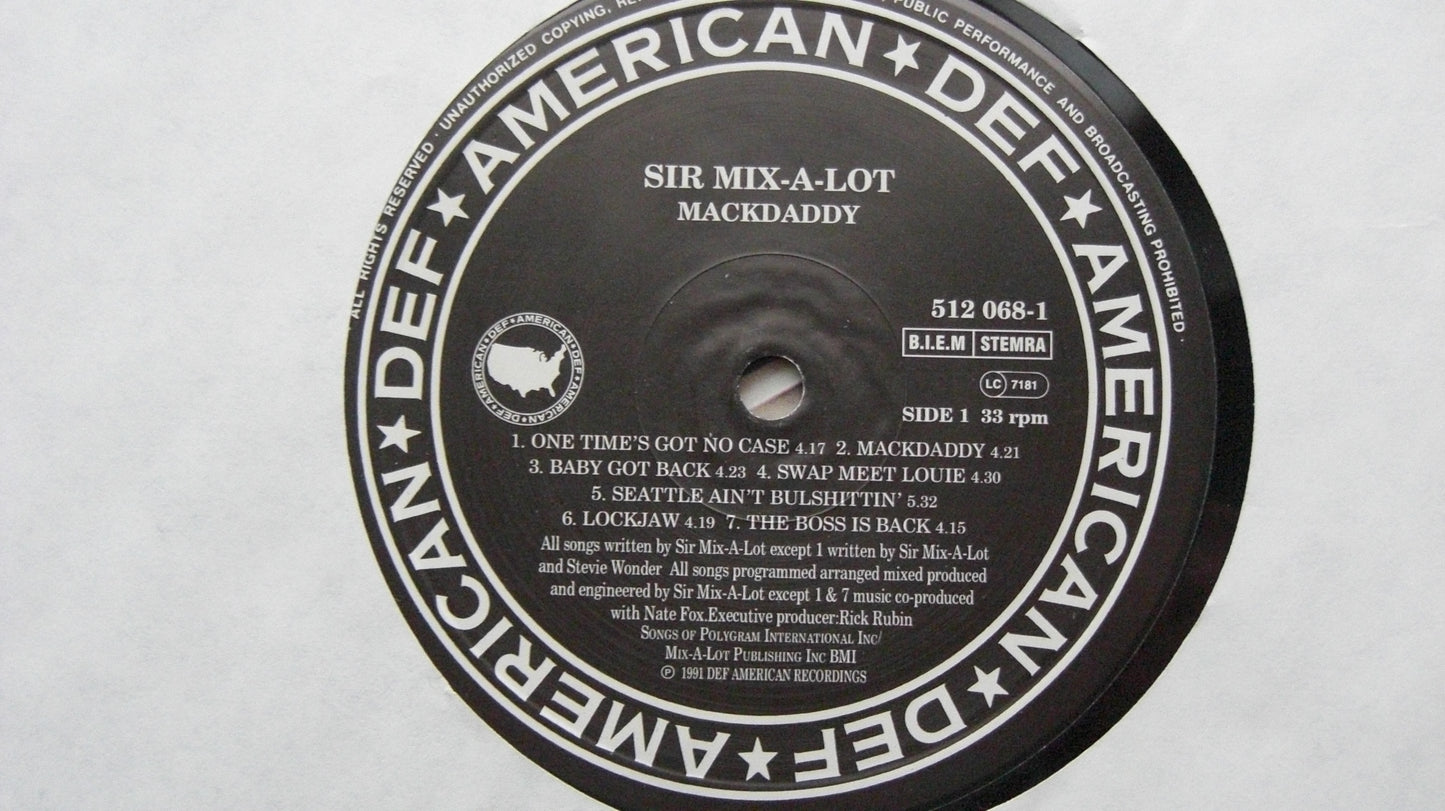 ALL RIGHTS RESERVED · UNAUTHORIZED COPYING,
PUBLIC PERFORMANCE AND BROADCASTING PROHIBITED
DEF ★ AMERICAN ★ DEF ★ AMERICAN ★ DEF ★ AMERICAN ★
SIR MIX-A-LOT
MACKDADDY
512 068-1
B.I.E.M STEMRA
LC 7181
SIDE 1 33 rpm
DEF·AMERICAN·DEF·AMERICAN·DEF·AMERICAN·
1. ONE TIME'S GOT NO CASE 4.17 2. MACKDADDY 4.21
3. BABY GOT BACK 4.23 4. SWAP MEET LOUIE 4.30
5. SEATTLE AIN'T BULSHITTIN' 5.32
6. LOCKJAW 4.19 7. THE BOSS IS BACK 4.15
All songs written by Sir Mix-A-Lot except 1 written by Sir Mix-A-Lot
and Stevie Wonder All songs programmed arranged mixed produced
and engineered by Sir Mix-A-Lot except 1 & 7 music co-produced
with Nate Fox.Executive producer:Rick Rubin
SONGS OF POLYGRAM INTERNATIONAL INC/
MIX-A-LOT PUBLISHING INC BMI
℗ 1991 DEF AMERICAN RECORDINGS